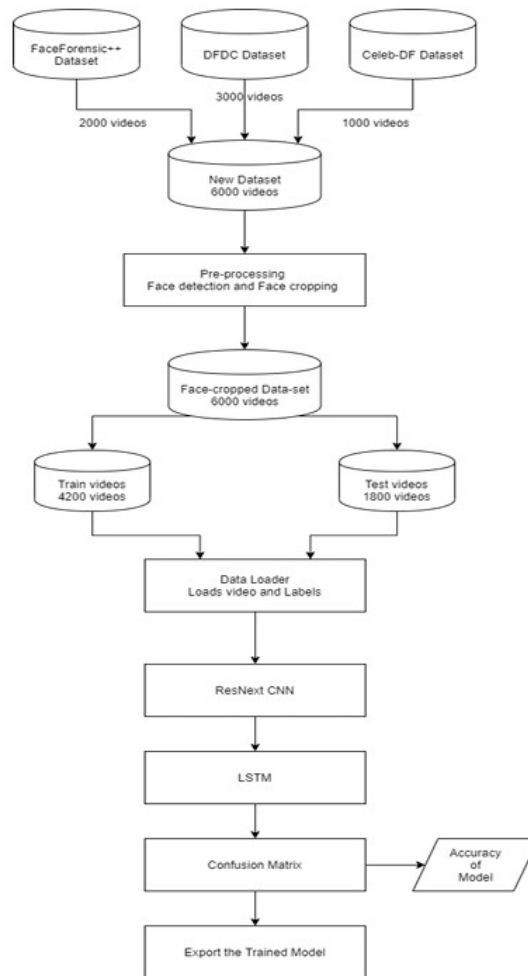 FaceForensic++
Dataset
DFDC Dataset
Celeb-DF Dataset
3000 videos
2000 videos
1000 videos
New Dataset
6000 videos
Pre-processing
Face detection and Face cropping
Face-cropped Data-set
6000 videos
Train videos
4200 videos
Test videos
1800 videos
Data Loader
Loads video and Labels
ResNext CNN
LSTM
Confusion Matrix
Accuracy
of
Model
Export the Trained Model